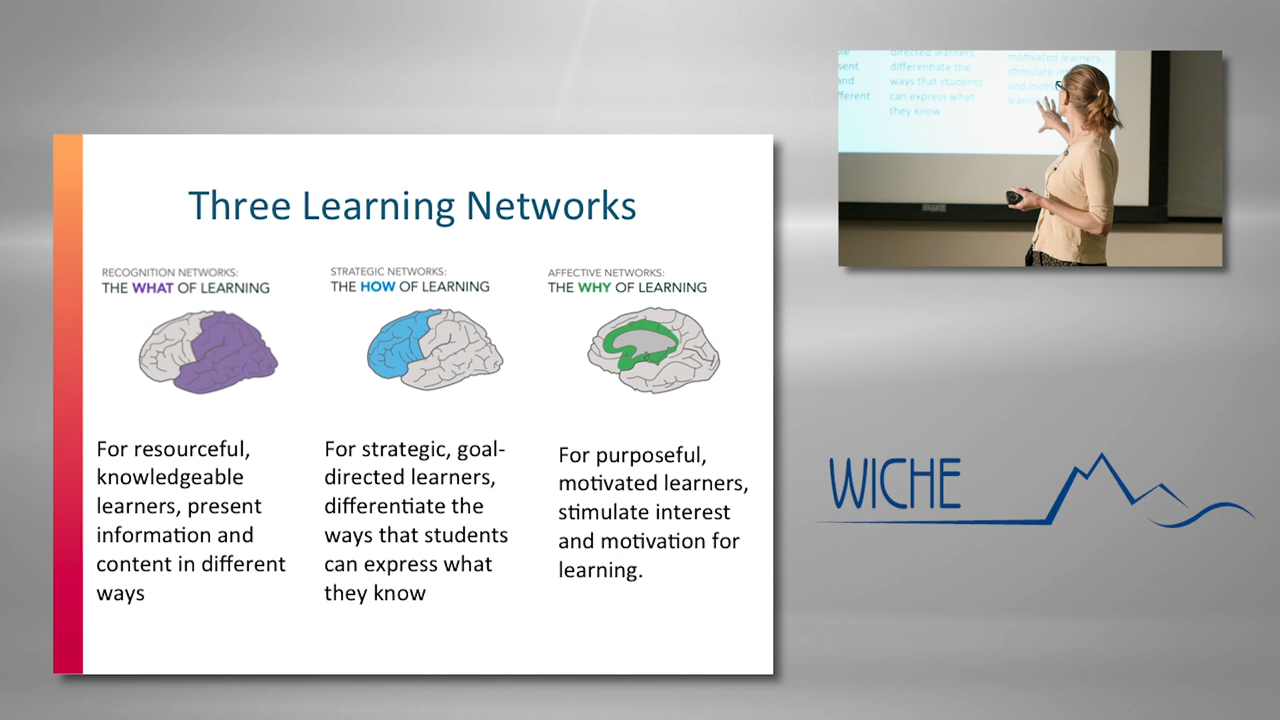 Three Learning Networks
RECOGNITION NETWORKS:
THE WHAT OF LEARNING
For resourceful,
knowledgeable
learners, present
information and
content in different
ways
STRATEGIC NETWORKS:
THE HOW OF LEARNING
For strategic, goal-
directed learners,
differentiate the
ways that students
can express what
they know
AFFECTIVE NETWORKS:
THE WHY OF LEARNING
For purposeful,
motivated learners,
stimulate interest
and motivation for
learning.
directed learners,
differentiate the
ways that students
can express what
they know
motivated learners,
stimulate
and
WICHE